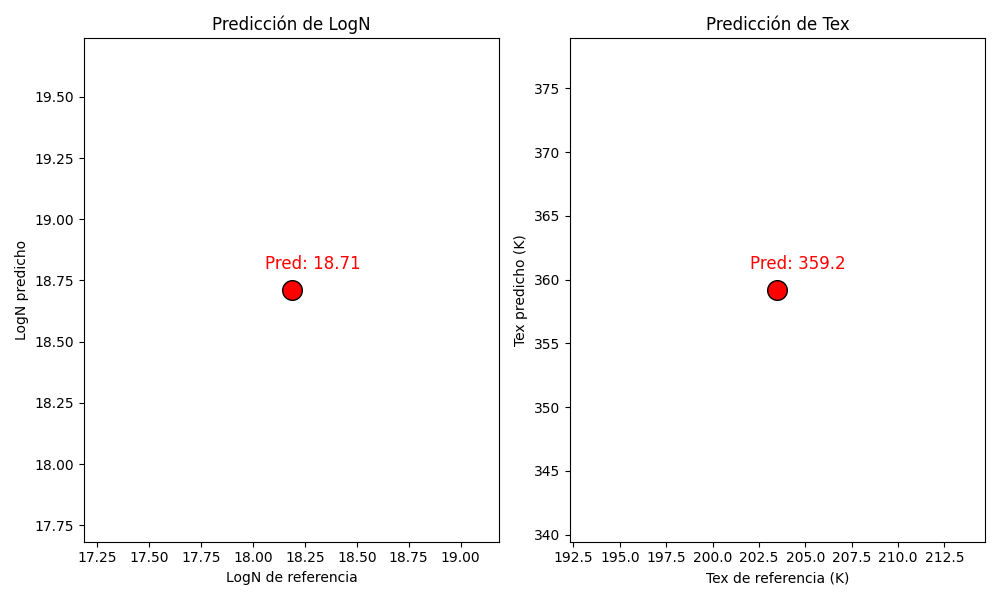 Predicción de LogN
LogN predicho
19.50
19.25
19.00
18.75
18.50
18.25
18.00
17.75
Pred: 18.71
17.25 17.50 17.75 18.00 18.25 18.50 18.75 19.00
LogN de referencia
Predicción de Tex
Tex predicho (K)
375
370
365
360
355
350
345
340
Pred: 359.2
192.5 195.0 197.5 200.0 202.5 205.0 207.5 210.0 212.5
Tex de referencia (K)